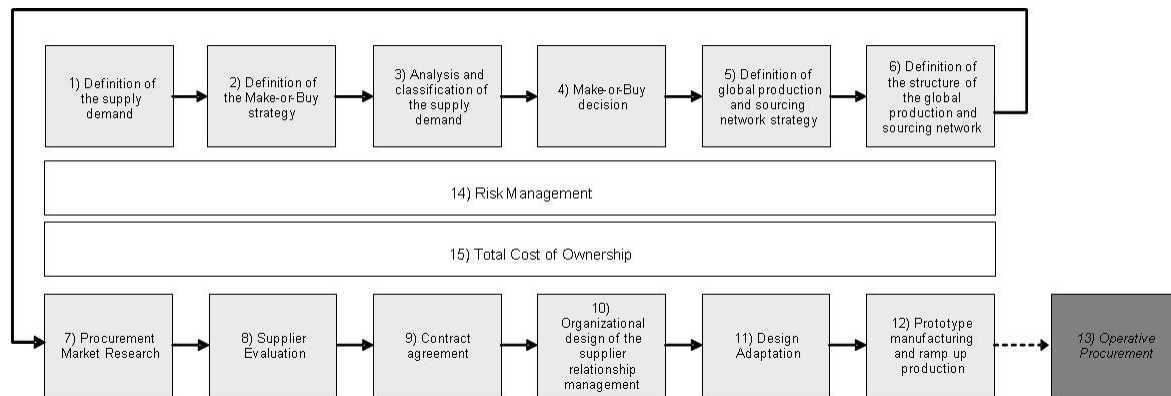 1) Definition of
the supply
demand
2) Definition of
the Make-or-Buy
strategy
3) Analysis and
classification of
the supply
demand
4) Make-or-Buy
decision
5) Definition of
global production
and sourcing
network strategy
6) Definition of
the structure of
the global
production and
sourcing network
14) Risk Management
15) Total Cost of Ownership
7) Procurement
Market Research
8) Supplier
Evaluation
9) Contract
agreement
10)
Organizational
design of the
supplier
relationship
management
11) Design
Adaptation
12) Prototype
manufacturing
and ramp up
production
13) Operative
Procurement